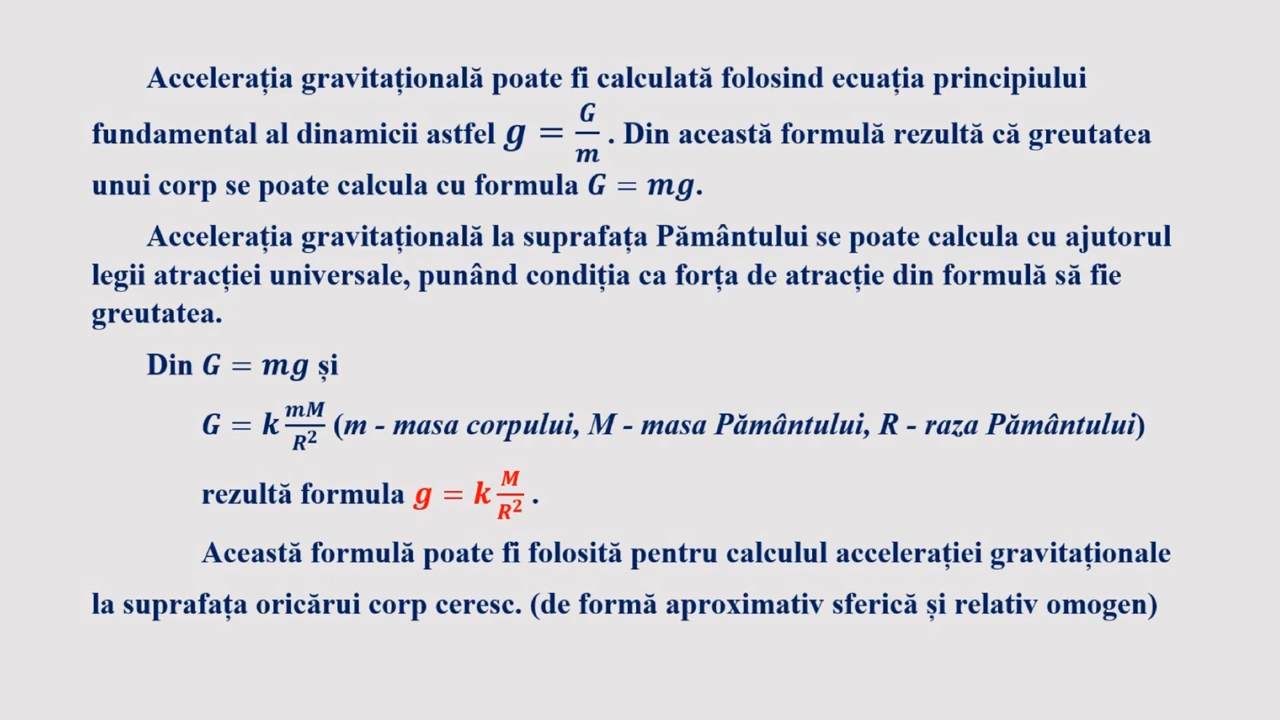 Accelerația gravitațională poate fi calculată folosind ecuația principiului
fundamental al dinamicii astfel g = G/m . Din această formulă rezultă că greutatea
unui corp se poate calcula cu formula G = mg.
Accelerația gravitațională la suprafața Pământului se poate calcula cu ajutorul
legii atracției universale, punând condiția ca forța de atracție din formulă să fie
greutatea.
Din G = mg și
G = k mM/R² (m - masa corpului, M - masa Pământului, R - raza Pământului)
rezultă formula g = k M/R² .
Această formulă poate fi folosită pentru calculul accelerației gravitaționale
la suprafața oricărui corp ceresc. (de formă aproximativ sferică și relativ omogen)